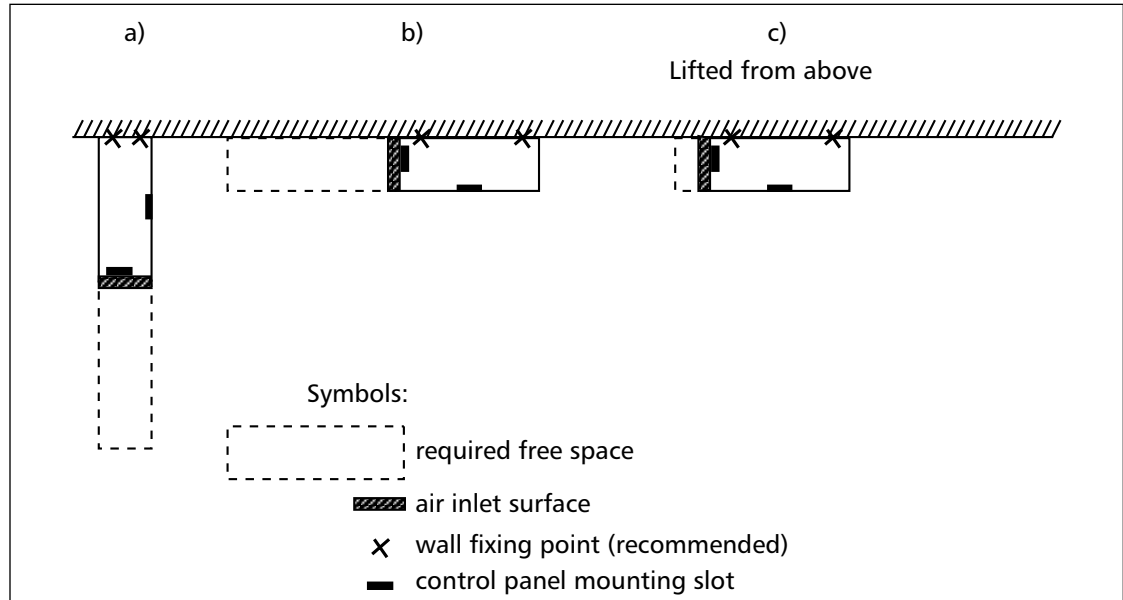 a)
b)
c)
Lifted from above
Symbols:
required free space
air inlet surface
wall fixing point (recommended)
control panel mounting slot